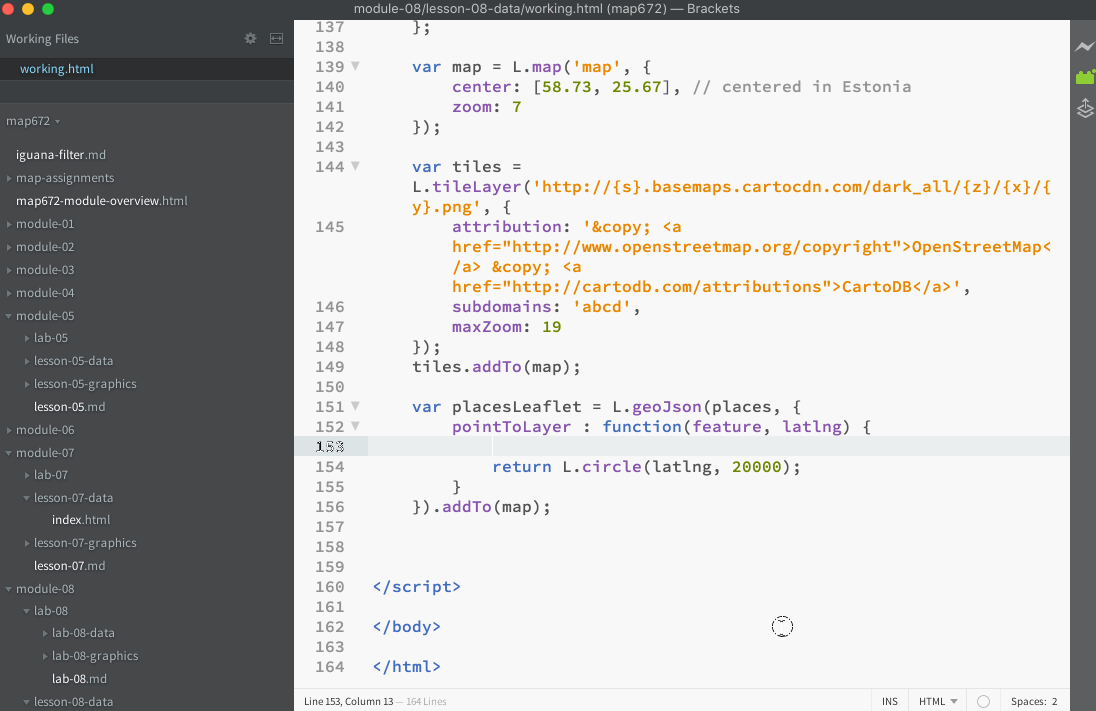 module-08/lesson-08-data/working.html (map672) — Brackets
Working Files
working.html
map672
iguana-filter.md
map-assignments
map672-module-overview.html
module-01
module-02
module-03
module-04
module-05
lab-05
lesson-05-data
lesson-05-graphics
lesson-05.md
module-06
module-07
lab-07
lesson-07-data
index.html
lesson-07-graphics
lesson-07.md
module-08
lab-08
lab-08-data
lab-08-graphics
lab-08.md
lesson-08-data
137 };
138
139 var map = L.map('map', {
140 center: [58.73, 25.67], // centered in Estonia
141 zoom: 7
142 });
143
144 var tiles =
L.tileLayer('http://{s}.basemaps.cartocdn.com/dark_all/{z}/{x}/{
y}.png', {
145 attribution: '&copy; <a
href="http://www.openstreetmap.org/copyright">OpenStreetMap<
/a> &copy; <a
href="http://cartodb.com/attributions">CartoDB</a>',
146 subdomains: 'abcd',
147 maxZoom: 19
148 });
149 tiles.addTo(map);
150
151 var placesLeaflet = L.geoJson(places, {
152 pointToLayer : function(feature, latlng) {
153
154 return L.circle(latlng, 20000);
155 }
156 }).addTo(map);
157
158
159
160 </script>
161
162 </body>
163
164 </html>
Line 153, Column 13 — 164 Lines
INS
HTML
Spaces: 2